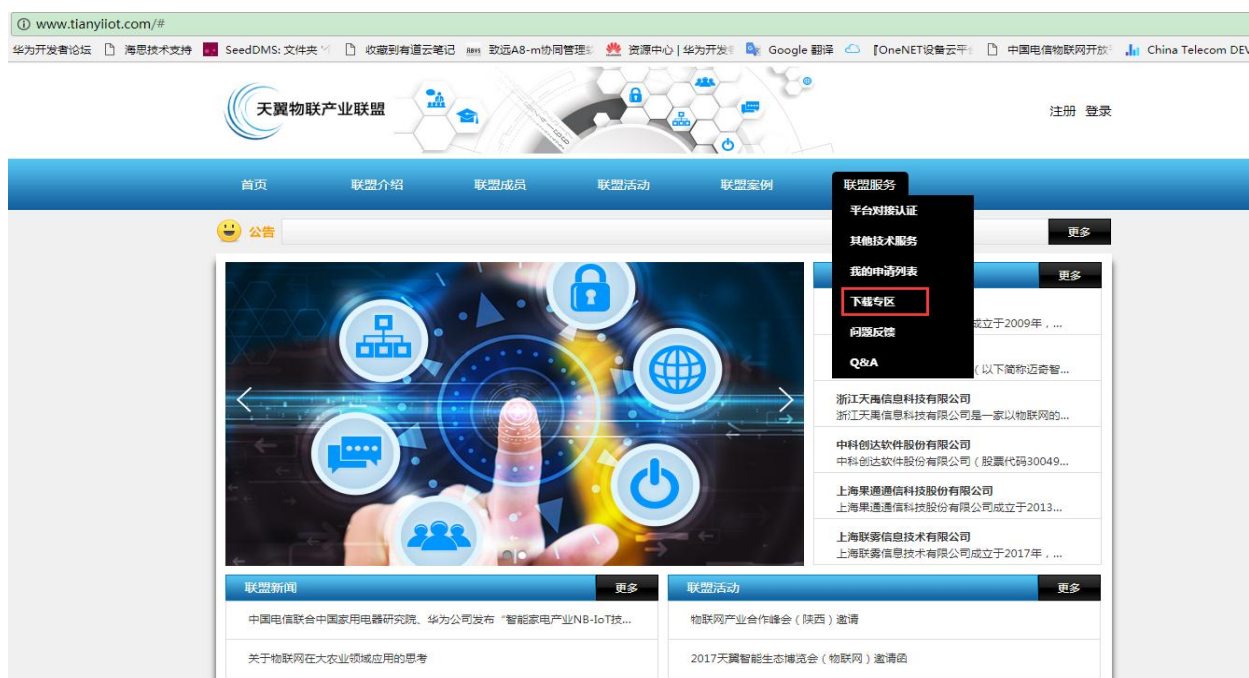 www.tianyiiot.com/#
华为开发者论坛 海思技术支持 SeedDMS: 文件夹 收藏到有道云笔记 致远A8-m协同管理 资源中心 | 华为开发 Google 翻译 【OneNET设备云平 中国电信物联网开放 China Telecom DEV
天翼物联产业联盟
注册 登录
首页 联盟介绍 联盟成员 联盟活动 联盟案例 联盟服务
平台对接认证
公告
更多
其他技术服务
我的申请列表
更多
下载专区
成立于2009年，...
问题反馈
Q&A
（以下简称迈奇智...
浙江天禹信息科技有限公司
浙江天禹信息科技有限公司是一家以物联网的...
中科创达软件股份有限公司
中科创达软件股份有限公司（股票代码30049...
上海果通通信科技股份有限公司
上海果通通信科技股份有限公司成立于2013...
上海联雾信息技术有限公司
上海联雾信息技术有限公司成立于2017年，...
联盟新闻 更多
联盟活动 更多
中国电信联合中国家用电器研究院、华为公司发布“智能家电产业NB-IoT技...
物联网产业合作峰会（陕西）邀请
关于物联网在大农业领域应用的思考
2017天翼智能生态博览会（物联网）邀请函